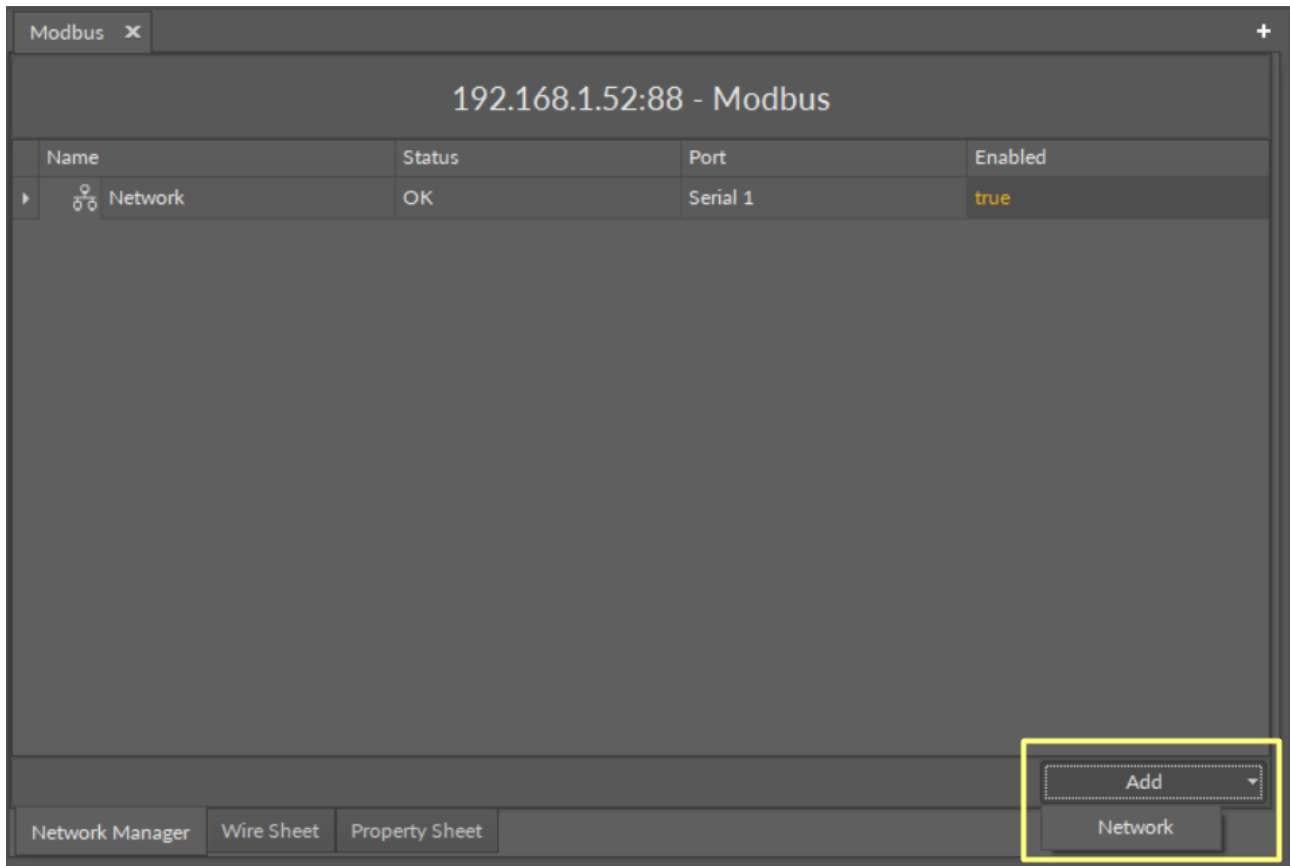 Modbus
192.168.1.52:88 - Modbus
Name Status Port Enabled
Network OK Serial 1 true
Add
Network Manager Wire Sheet Property Sheet
Network